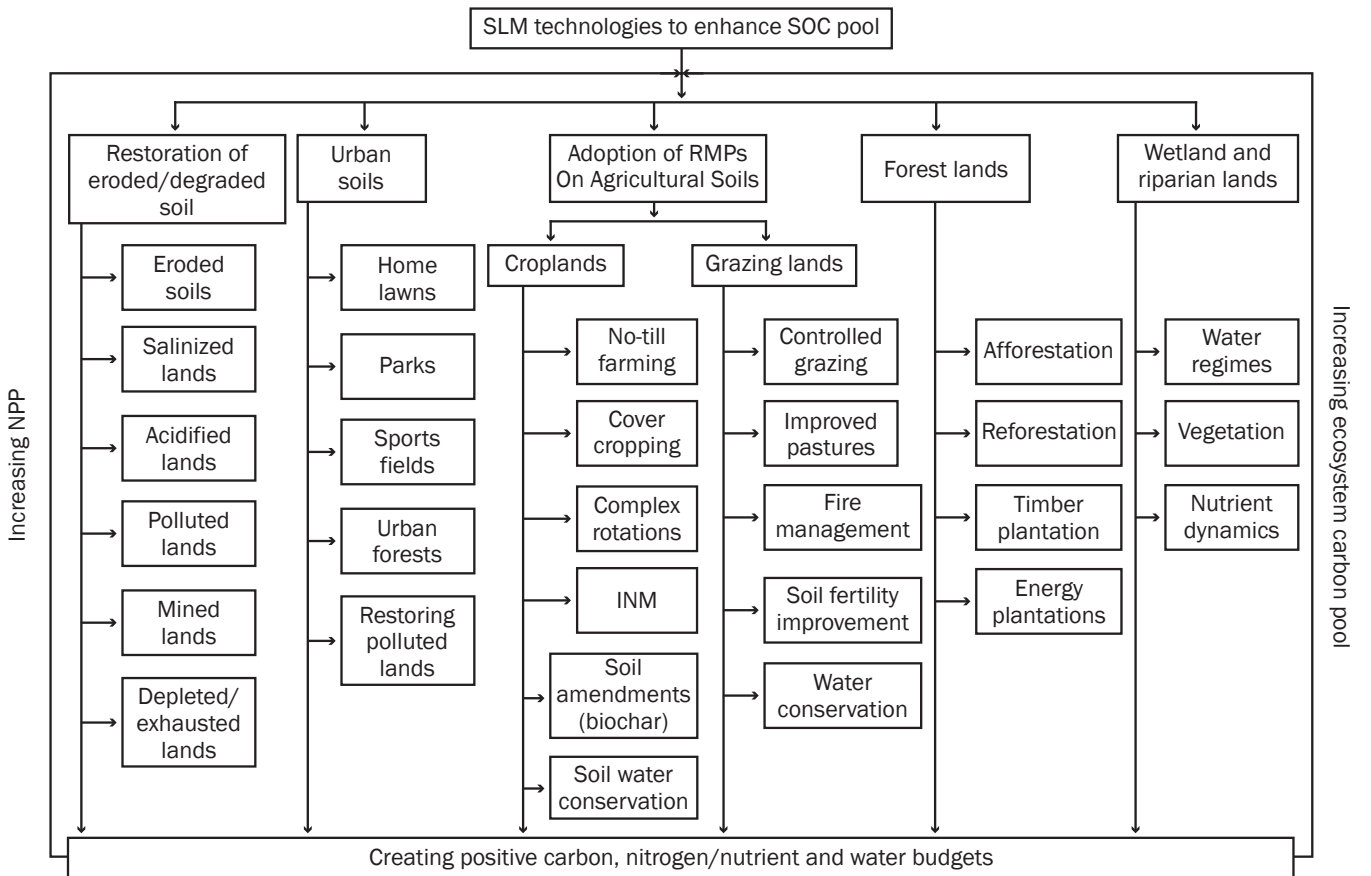 SLM technologies to enhance SOC pool
Restoration of
eroded/degraded
soil
Urban
soils
Adoption of RMPs
On Agricultural Soils
Forest lands
Wetland and
riparian lands
Croplands
Grazing lands
Eroded
soils
Salinized
lands
Acidified
lands
Polluted
lands
Mined
lands
Depleted/
exhausted
lands
Home
lawns
Parks
Sports
fields
Urban
forests
Restoring
polluted
lands
No-till
farming
Cover
cropping
Complex
rotations
INM
Soil
amendments
(biochar)
Soil water
conservation
Controlled
grazing
Improved
pastures
Fire
management
Soil fertility
improvement
Water
conservation
Afforestation
Reforestation
Timber
plantation
Energy
plantations
Water
regimes
Vegetation
Nutrient
dynamics
Increasing NPP
Increasing ecosystem carbon pool
Creating positive carbon, nitrogen/nutrient and water budgets